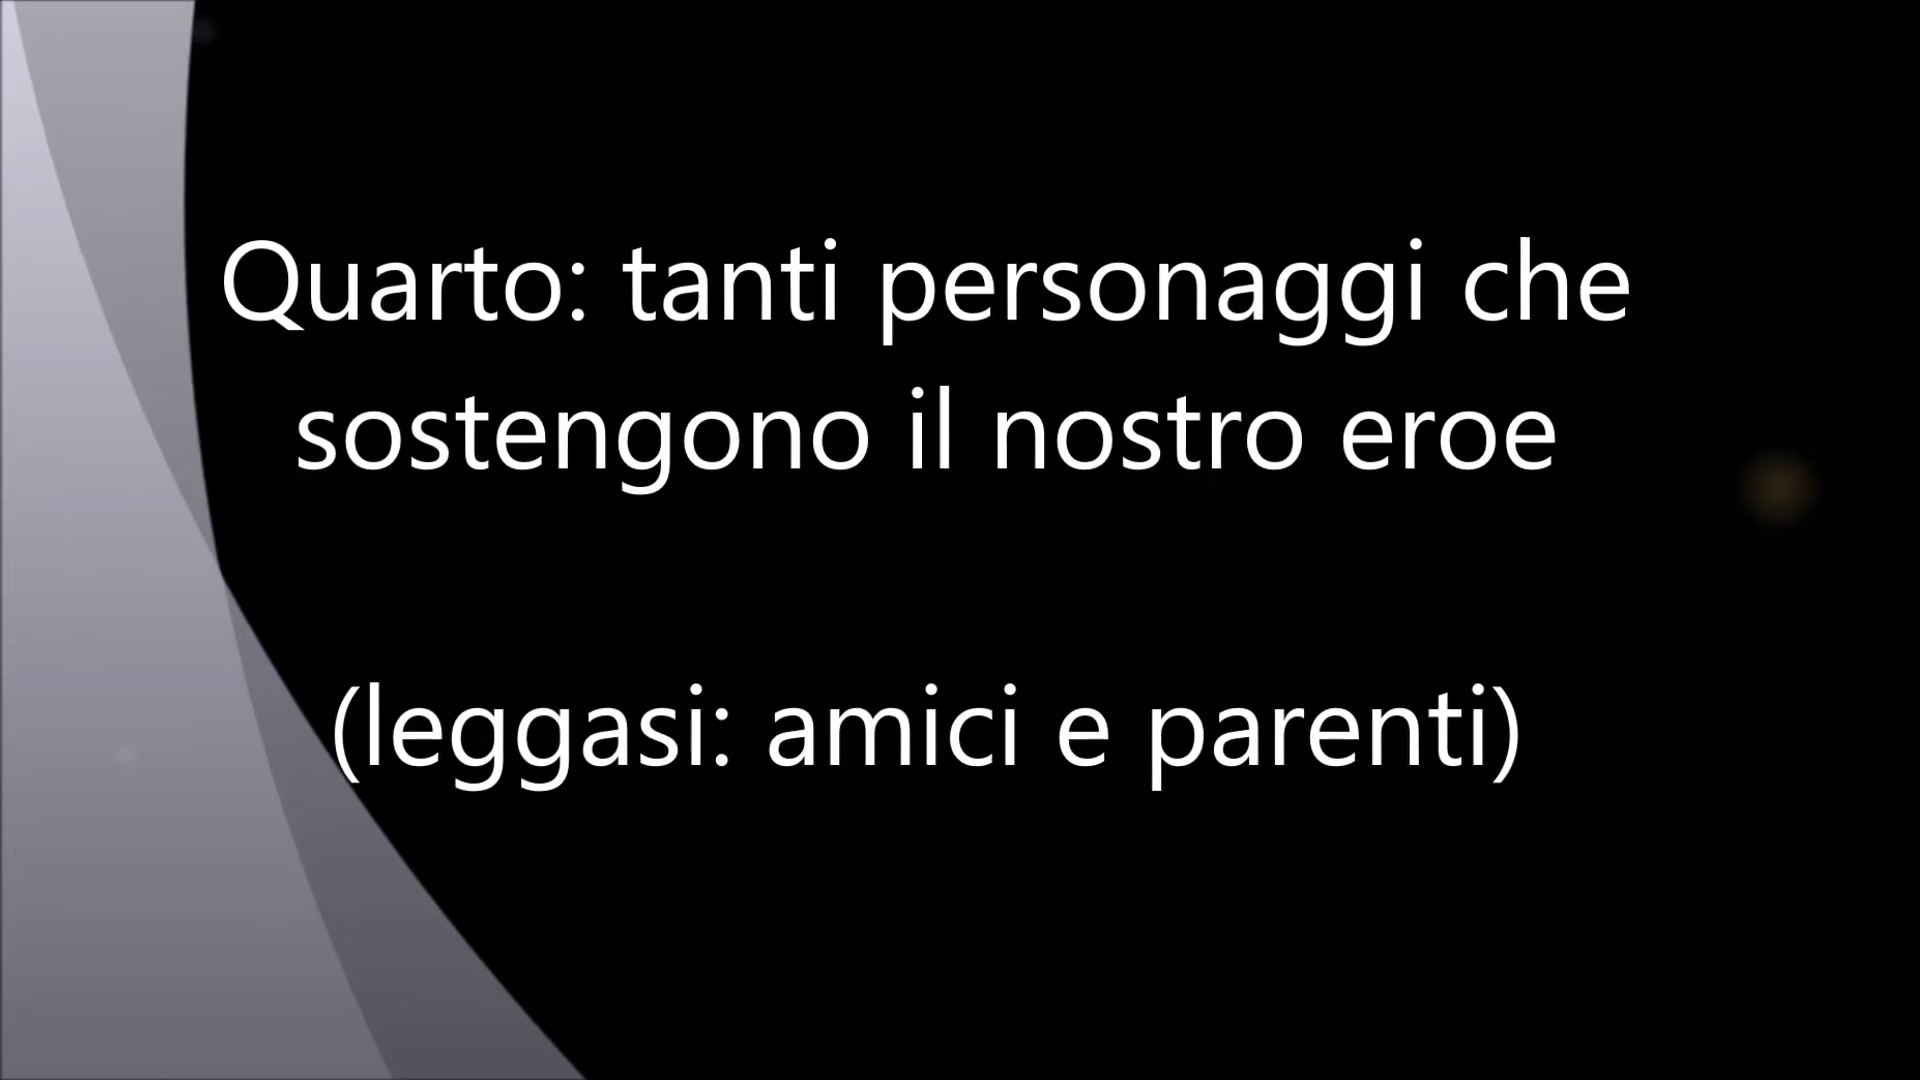 Quarto: tanti personaggi che
sostengono il nostro eroe
(leggasi: amici e parenti)